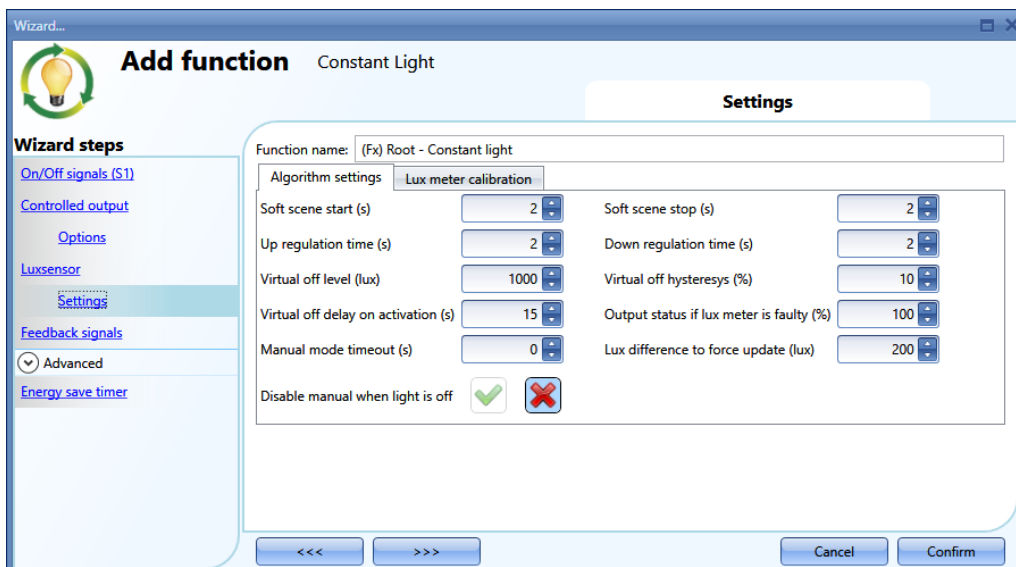 Wizard...
Add function Constant Light
Settings
Wizard steps
On/Off signals (S1)
Controlled output
Options
Luxsensor
Settings
Feedback signals
Advanced
Energy save timer
Function name: (Fx) Root - Constant light
Algorithm settings Lux meter calibration
Soft scene start (s) 2 Soft scene stop (s) 2
Up regulation time (s) 2 Down regulation time (s) 2
Virtual off level (lux) 1000 Virtual off hysteresys (%) 10
Virtual off delay on activation (s) 15 Output status if lux meter is faulty (%) 100
Manual mode timeout (s) 0 Lux difference to force update (lux) 200
Disable manual when light is off
<<< >>> Cancel Confirm